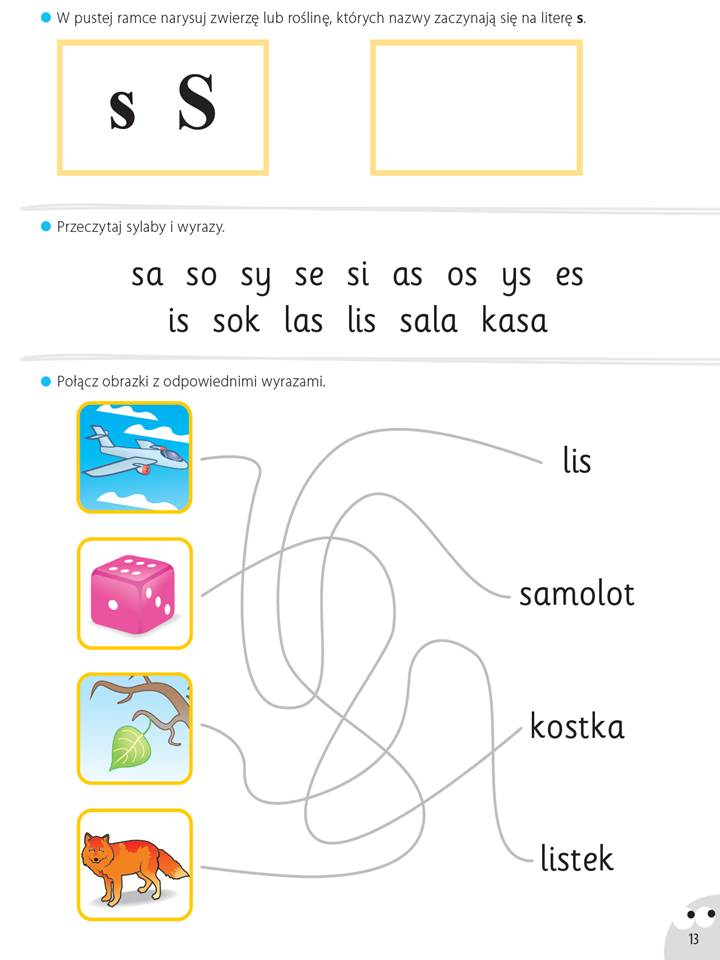 W pustej ramce narysuj zwierzę lub roślinę, których nazwy zaczynają się na literę s.
s S
Przeczytaj sylaby i wyrazy.
sa so sy se si as os ys es
is sok las lis sala kasa
Połącz obrazki z odpowiednimi wyrazami.
lis
samolot
kostka
listek
13